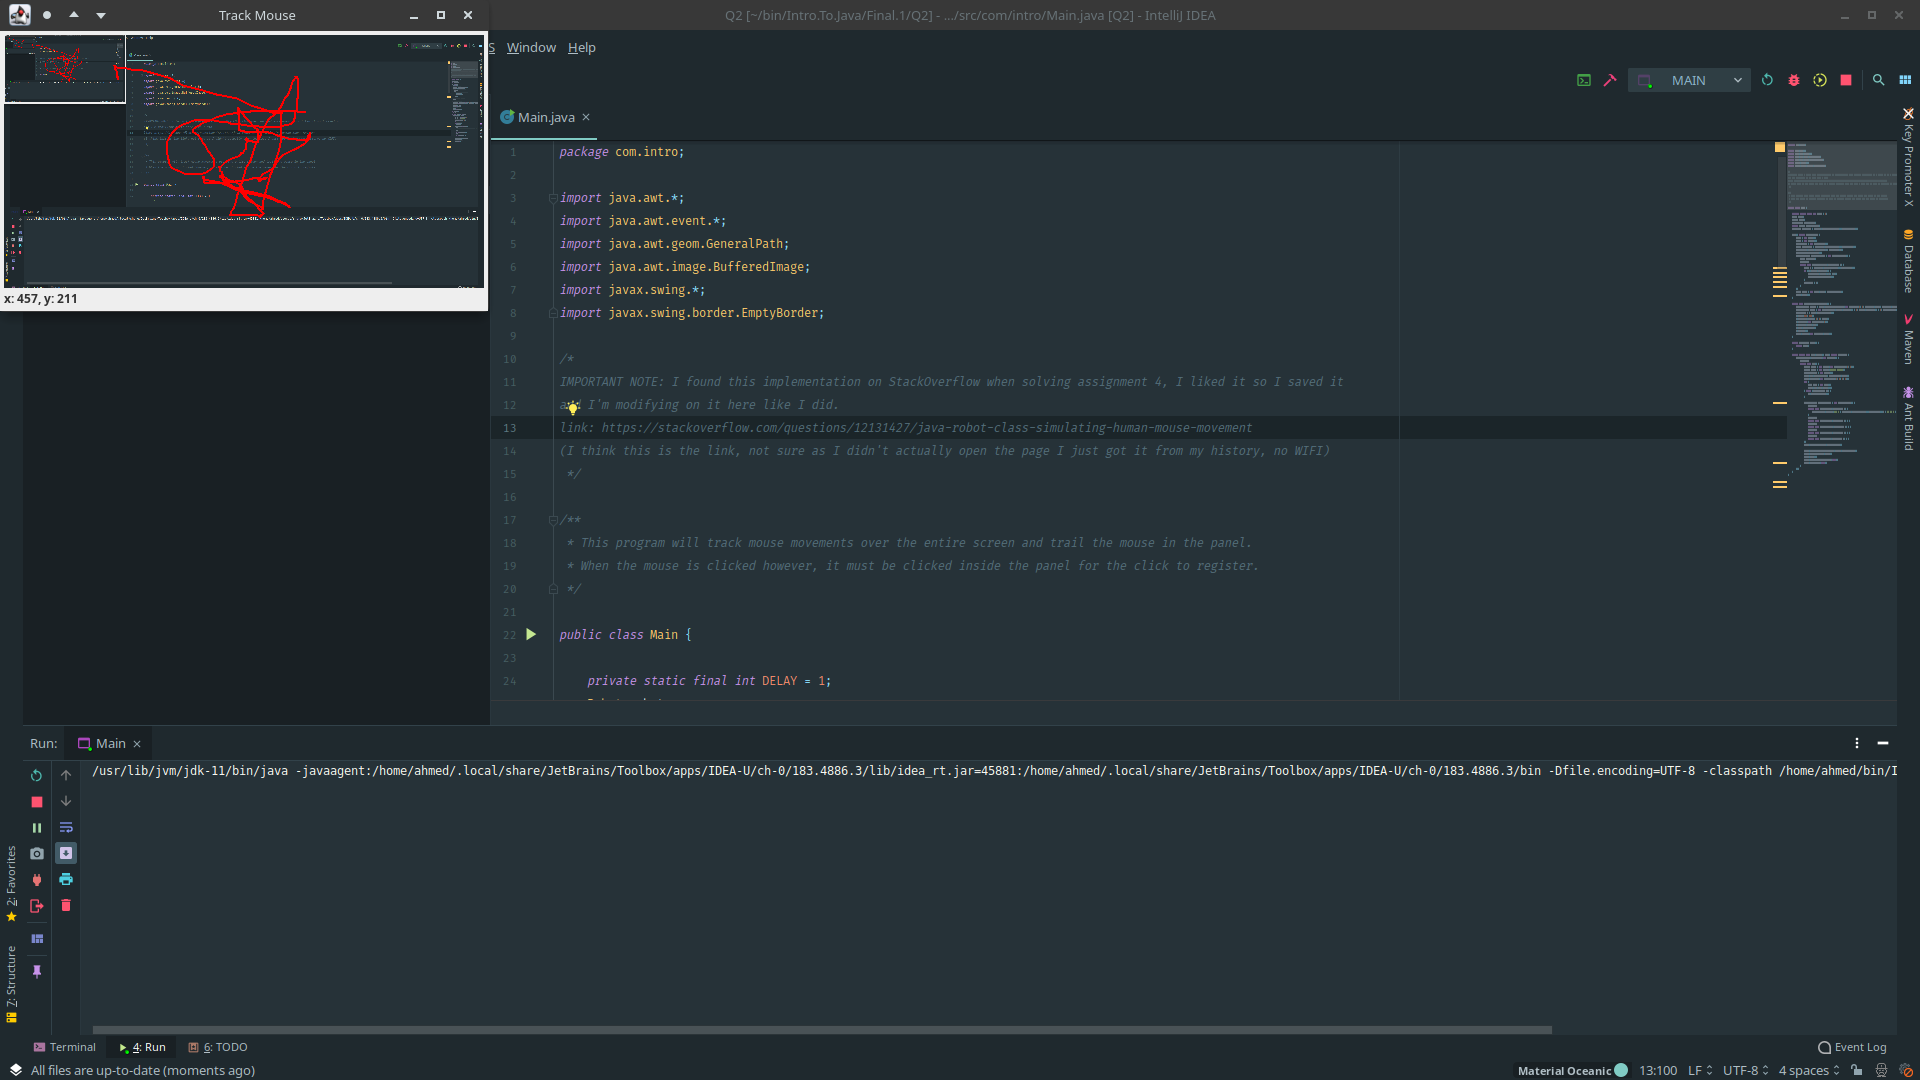 Track Mouse
Q2 [~/bin/Intro.To.Java/Final.1/Q2] - .../src/com/intro/Main.java [Q2] - IntelliJ IDEA
S Window Help
MAIN
Main.java
1 package com.intro;
2
3 import java.awt.*;
4 import java.awt.event.*;
5 import java.awt.geom.GeneralPath;
6 import java.awt.image.BufferedImage;
7 import javax.swing.*;
8 import javax.swing.border.EmptyBorder;
9
10 /*
11 IMPORTANT NOTE: I found this implementation on StackOverflow when solving assignment 4, I liked it so I saved it
12 I'm modifying on it here like I did.
13 link: https://stackoverflow.com/questions/12131427/java-robot-class-simulating-human-mouse-movement
14 (I think this is the link, not sure as I didn't actually open the page I just got it from my history, no WIFI)
15 */
16
17 /**
18 * This program will track mouse movements over the entire screen and trail the mouse in the panel.
19 * When the mouse is clicked however, it must be clicked inside the panel for the click to register.
20 */
21
22 public class Main {
23
24 private static final int DELAY = 1;
x: 457, y: 211
Key Promoter X
Database
Maven
Ant Build
Run: Main
/usr/lib/jvm/jdk-11/bin/java -javaagent:/home/ahmed/.local/share/JetBrains/Toolbox/apps/IDEA-U/ch-0/183.4886.3/lib/idea_rt.jar=45881:/home/ahmed/.local/share/JetBrains/Toolbox/apps/IDEA-U/ch-0/183.4886.3/bin -Dfile.encoding=UTF-8 -classpath /home/ahmed/bin/I
2: Favorites
7: Structure
Terminal 4: Run 6: TODO
Event Log
All files are up-to-date (moments ago)
Material Oceanic 13:100 LF UTF-8 4 spaces